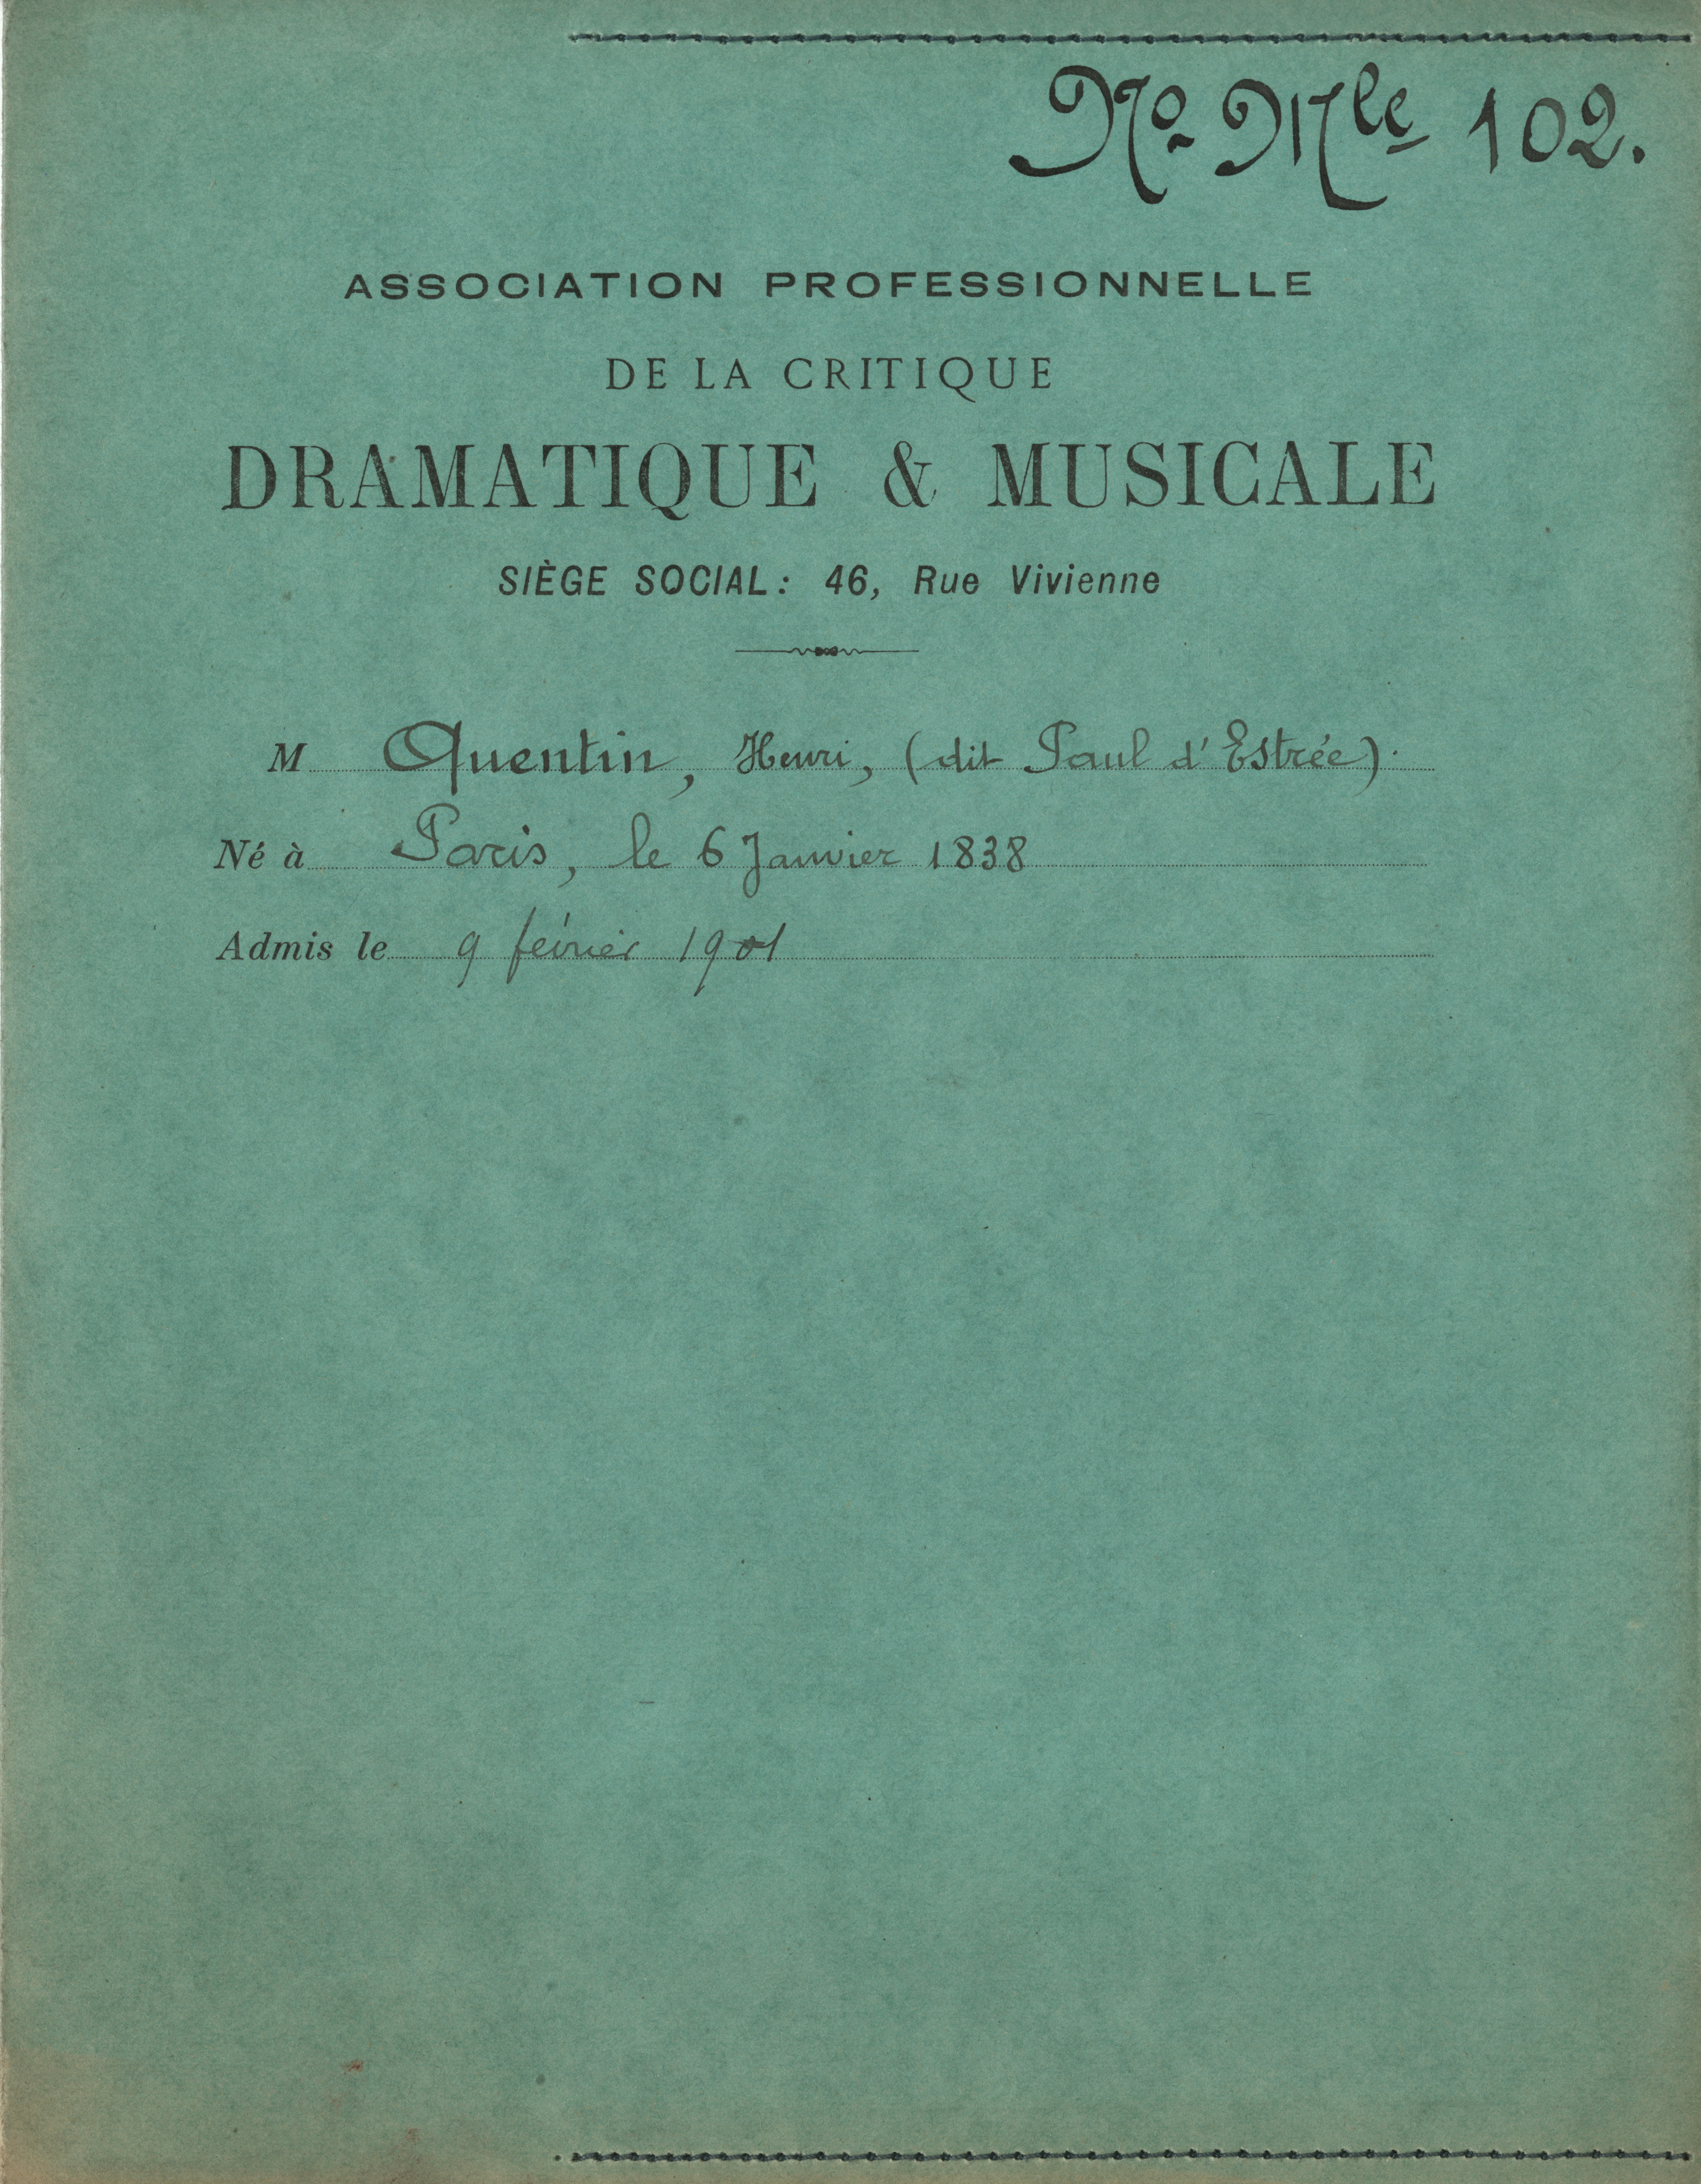 No Mle 102.
ASSOCIATION PROFESSIONNELLE
DE LA CRITIQUE
DRAMATIQUE & MUSICALE
SIÈGE SOCIAL: 46, Rue Vivienne
M Quentin, Henri, (dit Paul d'Estrée).
Né à Paris, le 6 Janvier 1838
Admis le 9 février 1901